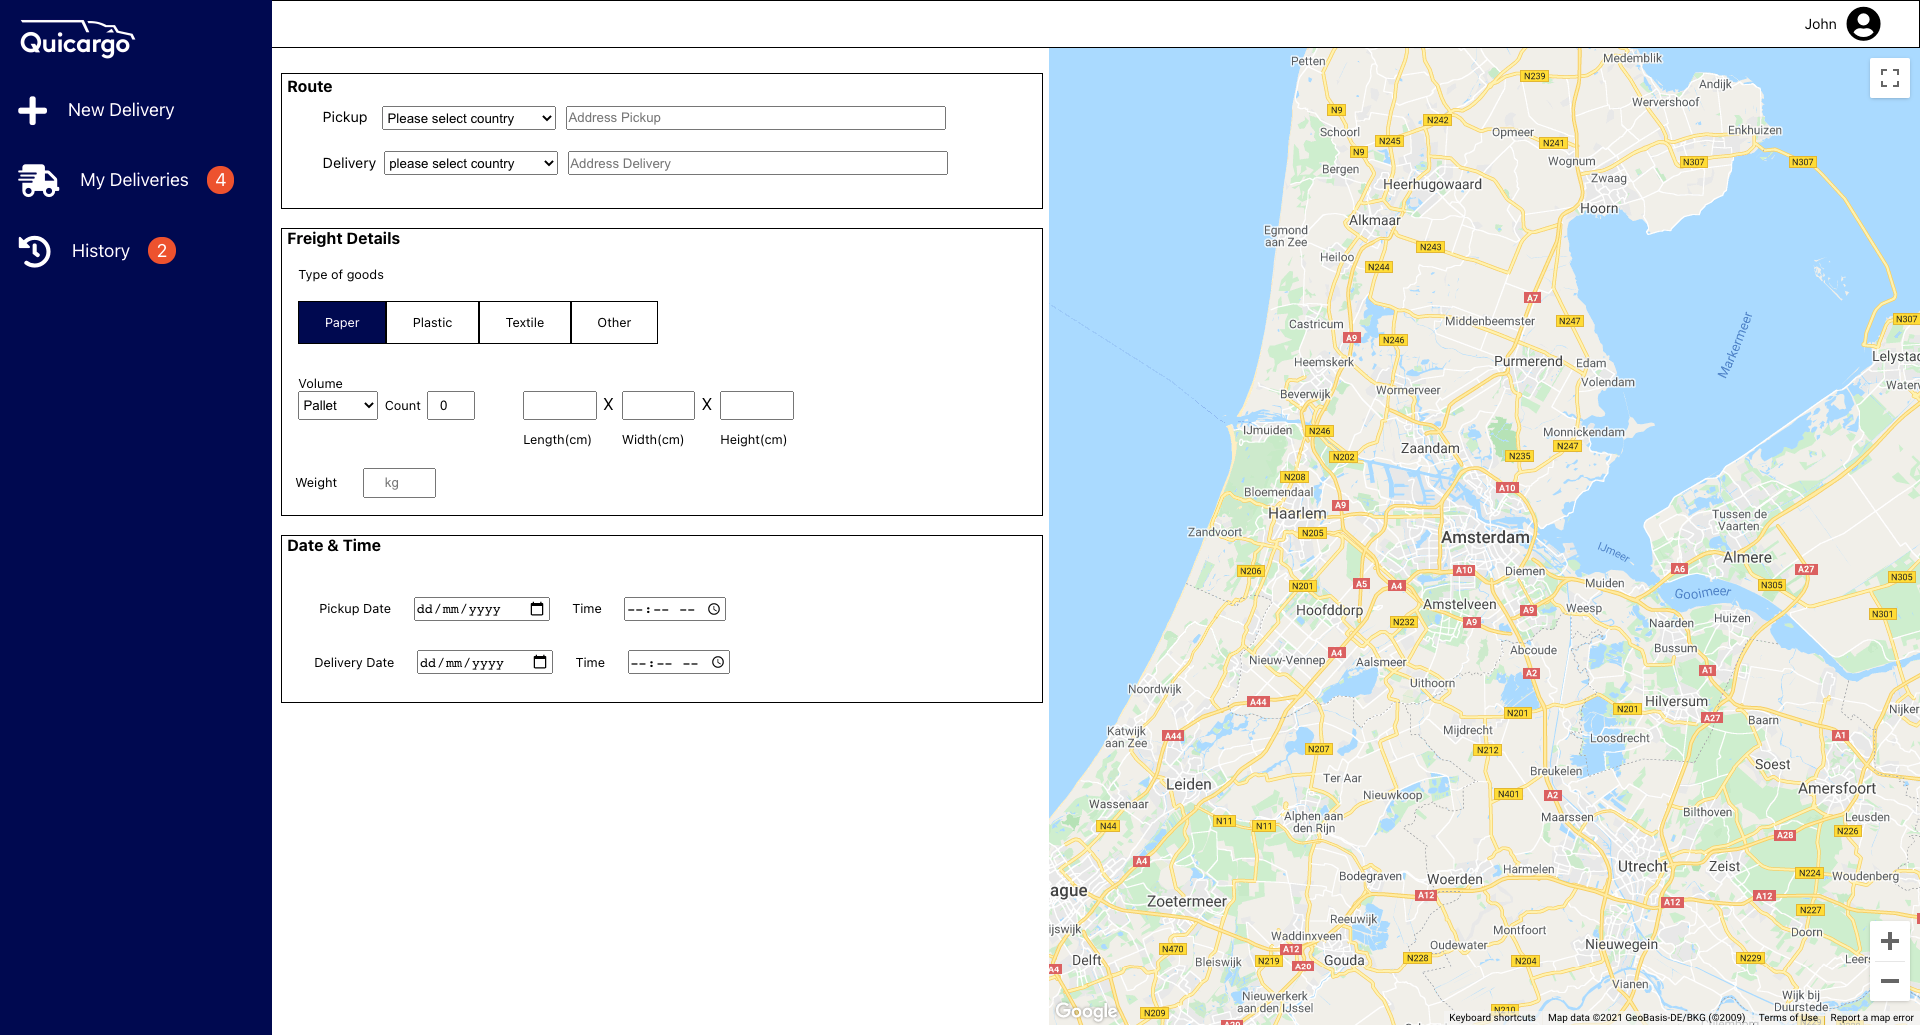 Quicargo
New Delivery
My Deliveries 4
History 2
John
Route
Pickup Please select country Address Pickup
Delivery please select country Address Delivery
Freight Details
Type of goods
Paper Plastic Textile Other
Volume
Pallet Count 0 X X
Length(cm) Width(cm) Height(cm)
Weight kg
Date & Time
Pickup Date dd/mm/yyyy Time --:-- --
Delivery Date dd/mm/yyyy Time --:-- --
Petten
Medemblik
N239
Andijk
Wervershoof
N9
N242
Schoorl
Opmeer
Enkhuizen
N245
N241
N9
Wognum
N307
N307
Bergen
Zwaag
Heerhugowaard
Hoorn
Alkmaar
Egmond
aan Zee
N243
Heiloo
N244
A7
N307
Castricum
Middenbeemster
N247
A9
N246
Markermeer
Lelystad
Heemskerk
Purmerend
Edam
Volendam
Wormerveer
Beverwijk
IJmuiden
N246
Monnickendam
Zaandam
N247
N202
N235
N208
A10
Bloemendaal
A9
Haarlem
Tussen de
Vaarten
Zandvoort
N205
Amsterdam
IJmeer
Almere
N206
A10
Diemen
A6
A27
N201
A5
A4
Muiden
N305
N305
Gooimeer
Hoofddorp
Amstelveen
A9
Weesp
N301
N232
A9
Naarden
Huizen
Abcoude
Bussum
Nieuw-Vennep
A4
Aalsmeer
A2
A1
Uithoorn
Noordwijk
A44
Hilversum
N201
N201
A27
Baarn
Nijker
Katwijk
aan Zee
A44
Mijdrecht
Loosdrecht
A1
N207
N212
Ter Aar
Breukelen
Soest
Leiden
Nieuwkoop
N401
A2
Amersfoort
Wassenaar
Bilthoven
Alphen aan
den Rijn
Maarssen
Leusden
N44
N11
N11
A28
N226
A4
Utrecht
Zeist
Bodegraven
Woerden
Harmelen
N224
Woudenberg
ague
A12
A12
A12
Zoetermeer
N227
Reeuwijk
ijswijk
Waddinxveen
Montfoort
Doorn
N470
A12
Oudewater
Nieuwegein
Delft
Bleiswijk
N219
A20
Gouda
N228
N204
N229
A4
Vianen
Nieuwerkerk
aan den IJssel
Wijk bij
Duurstede
N209
N210
A20
Google
Keyboard shortcuts Map data ©2021 GeoBasis-DE/BKG (©2009) Terms of Use Report a map error